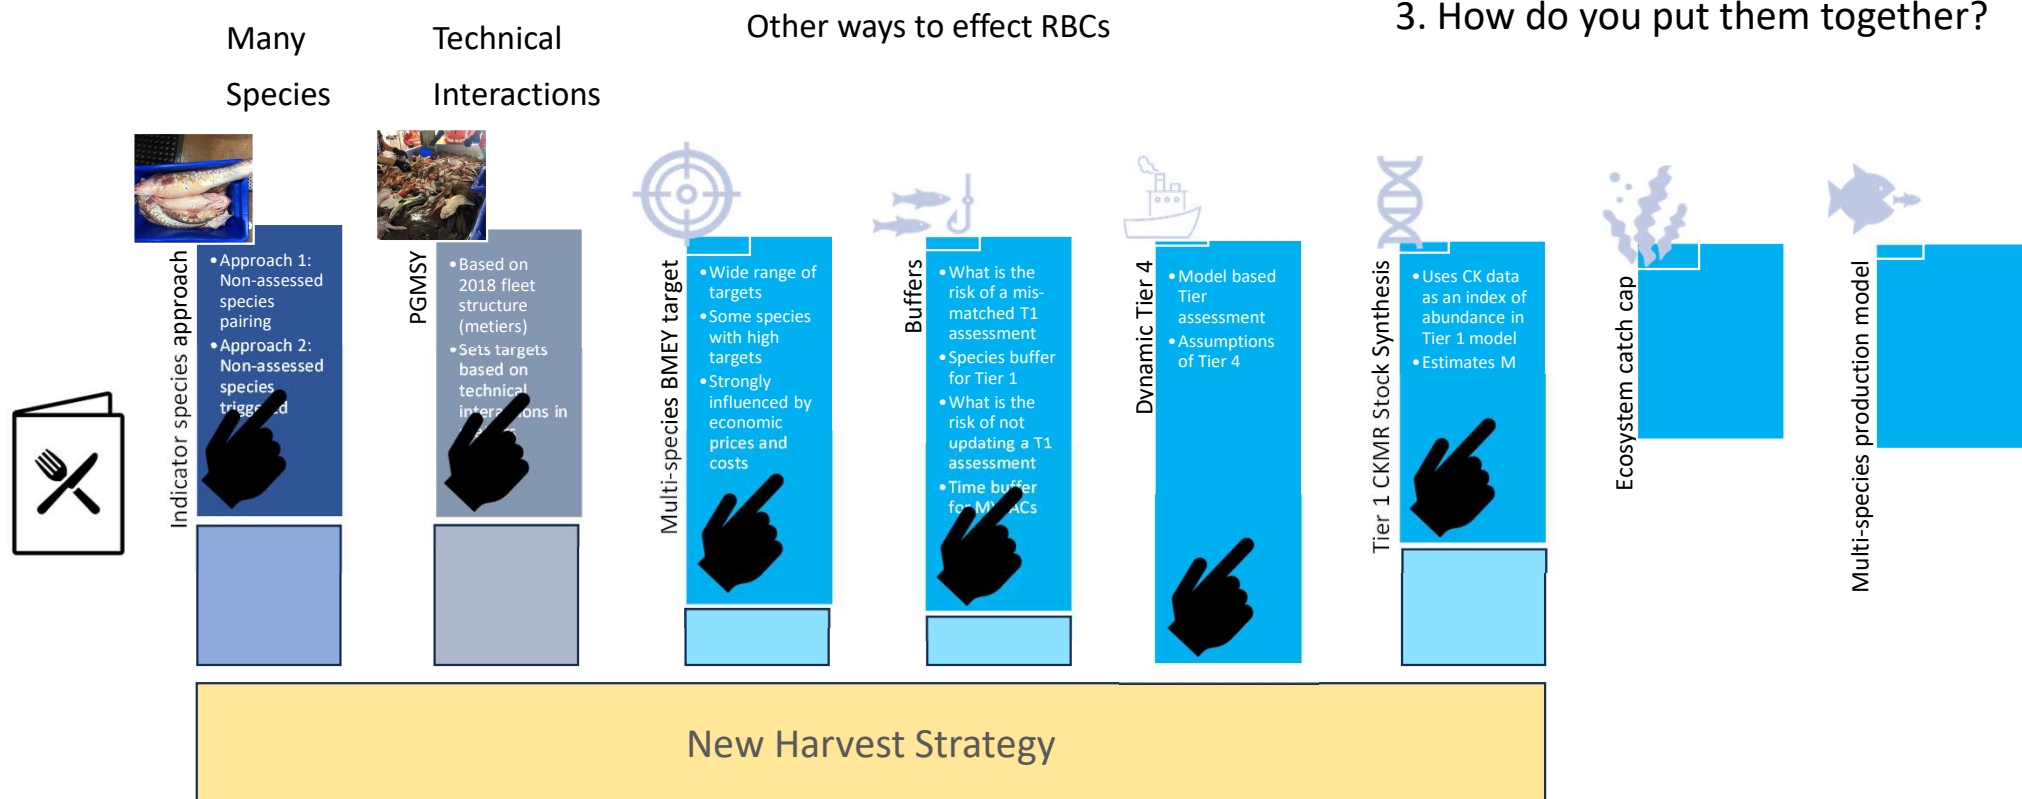 3. How do you put them together?
Other ways to effect RBCs
Many
Species
Technical
Interactions
Indicator species approach
•Approach 1:
Non-assessed
species
pairing
•Approach 2:
Non-assessed
species
triggered
PGMSY
•Based on
2018 fleet
structure
(metiers)
•Sets targets
based on
technical
interactions in
Multi-species BMEY target
•Wide range of
targets
•Some species
with high
targets
•Strongly
influenced by
economic
prices and
costs
Buffers
•What is the
risk of a mis-
matched T1
assessment
•Species buffer
for Tier 1
•What is the
risk of not
updating a T1
assessment
•Time buffer
for
Dynamic Tier 4
•Model based
Tier
assessment
•Assumptions
of Tier 4
Tier 1 CKMR Stock Synthesis
•Uses CK data
as an index of
abundance in
Tier 1 model
•Estimates M
Ecosystem catch cap
Multi-species production model
New Harvest Strategy